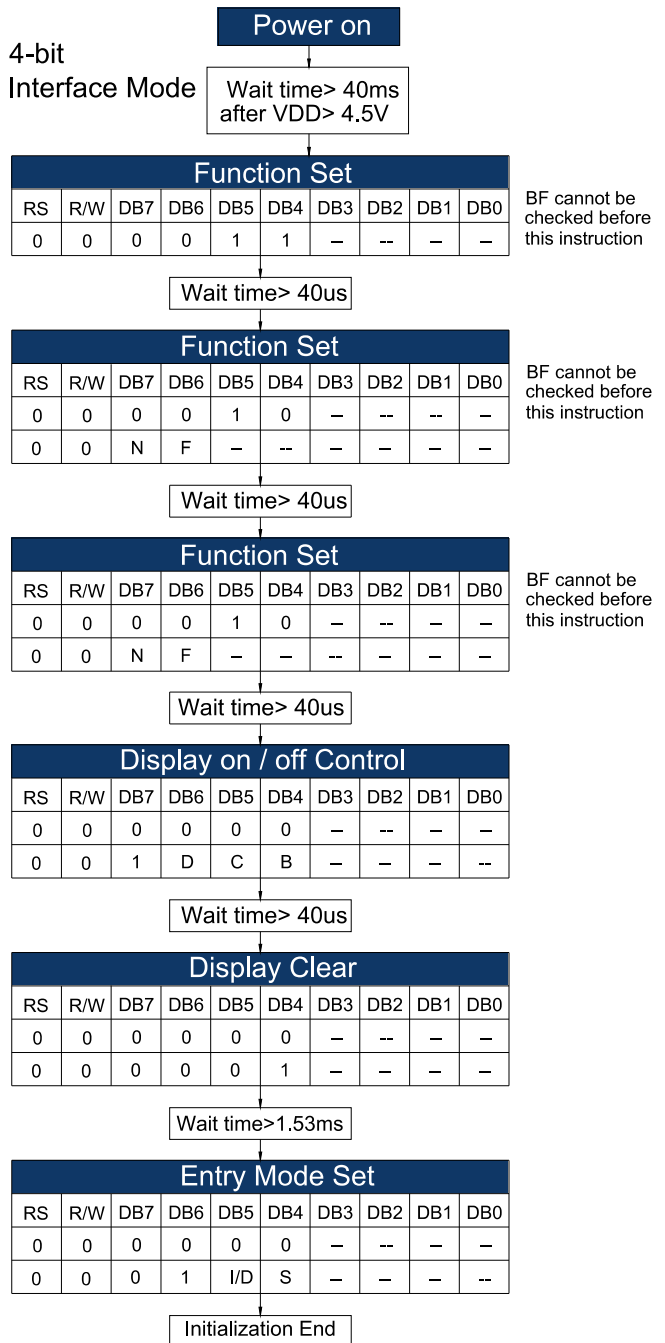 Power on
4-bit
Interface Mode
Wait time> 40ms
after VDD> 4.5V
Function Set
RS R/W DB7 DB6 DB5 DB4 DB3 DB2 DB1 DB0
0 0 0 0 1 1 – -- – –
BF cannot be
checked before
this instruction
Wait time> 40us
Function Set
RS R/W DB7 DB6 DB5 DB4 DB3 DB2 DB1 DB0
0 0 0 0 1 0 – -- -- –
0 0 N F – -- – – – –
BF cannot be
checked before
this instruction
Wait time> 40us
Function Set
RS R/W DB7 DB6 DB5 DB4 DB3 DB2 DB1 DB0
0 0 0 0 1 0 – -- – –
0 0 N F – – -- – – –
BF cannot be
checked before
this instruction
Wait time> 40us
Display on / off Control
RS R/W DB7 DB6 DB5 DB4 DB3 DB2 DB1 DB0
0 0 0 0 0 0 – -- – –
0 0 1 D C B – – – --
Wait time> 40us
Display Clear
RS R/W DB7 DB6 DB5 DB4 DB3 DB2 DB1 DB0
0 0 0 0 0 0 – -- – –
0 0 0 0 0 1 – – – –
Wait time>1.53ms
Entry Mode Set
RS R/W DB7 DB6 DB5 DB4 DB3 DB2 DB1 DB0
0 0 0 0 0 0 – -- – –
0 0 0 1 I/D S – – – --
Initialization End